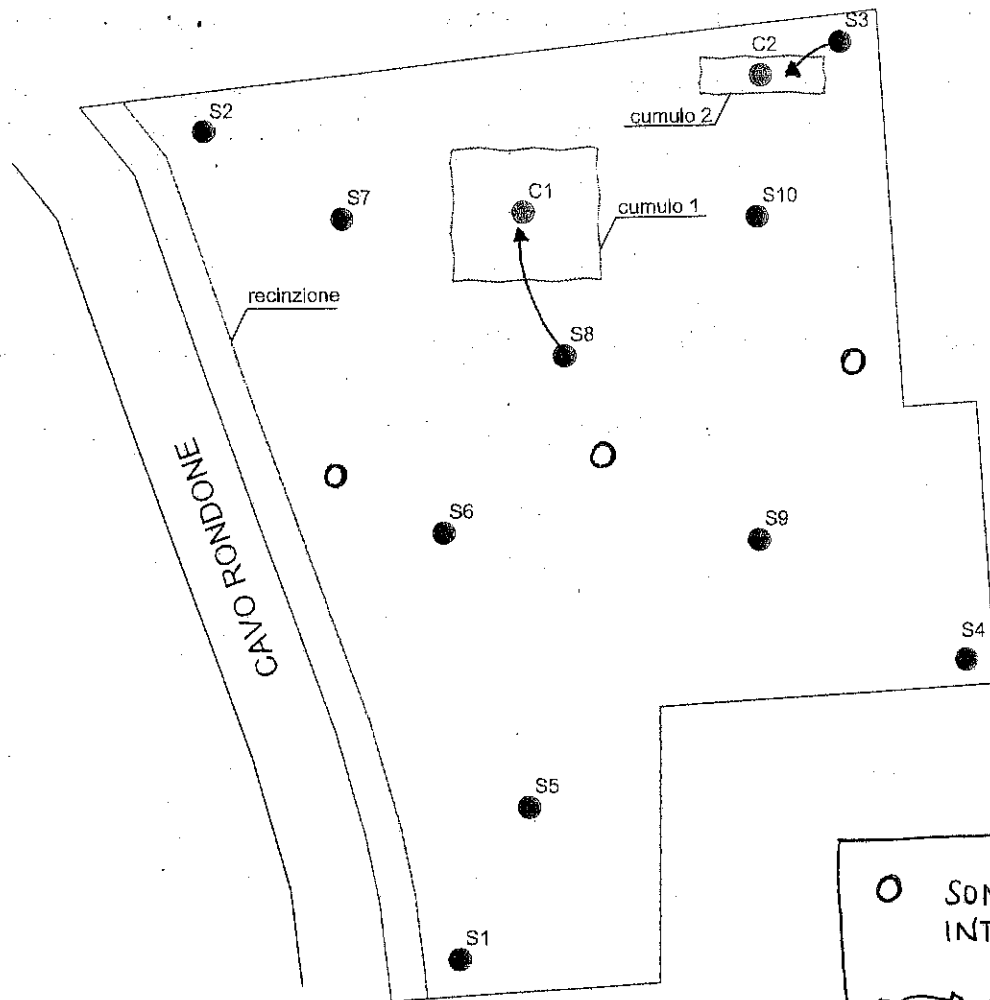 S3
C2
cumulo 2
S2
S7
C1
cumulo 1
S10
recinzione
S8
CAVO RONDONE
S6
S9
S4
S5
S1